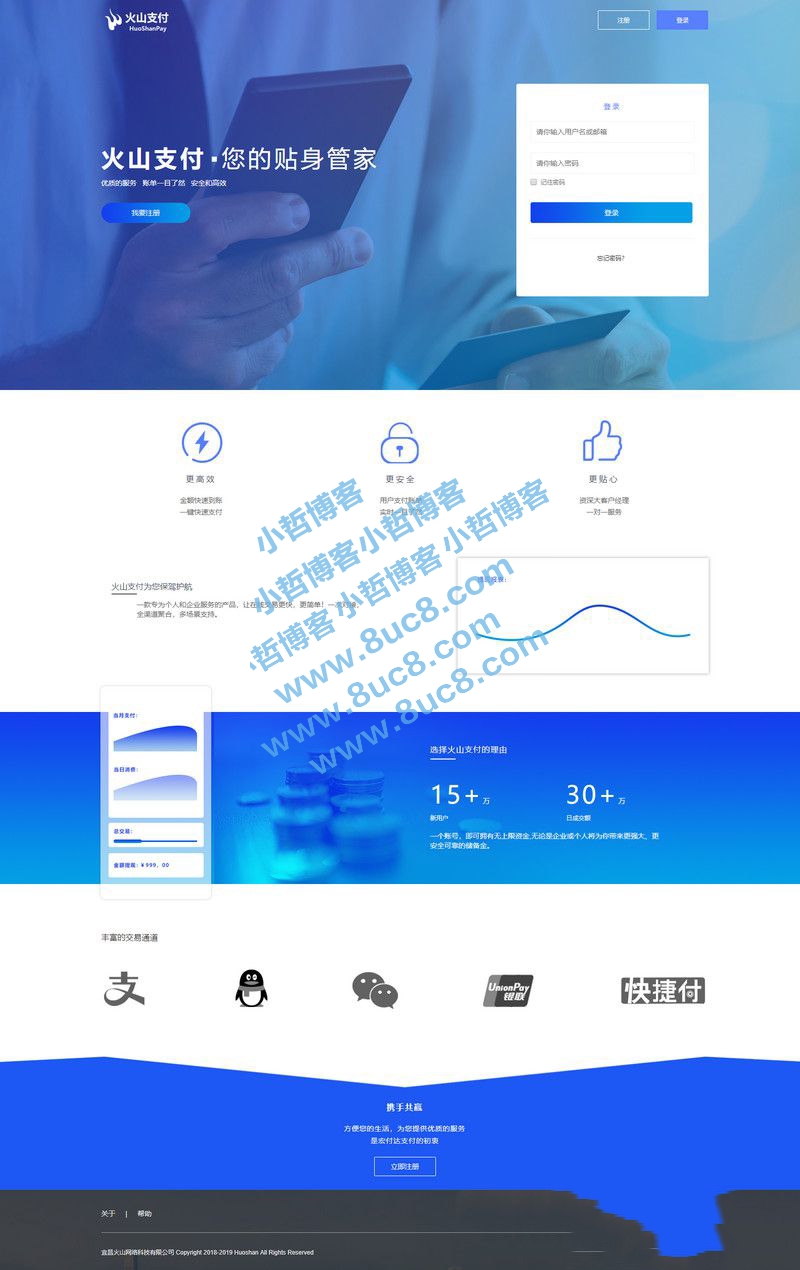 火山支付
HuoShanPay
注册
登录
火山支付·您的贴身管家
优质的服务 账单一目了然 安全和高效
我要注册
登录
请你输入用户名或邮箱
请你输入密码
记住密码
登录
忘记密码?
更高效
金额快速到账
一键快速支付
更安全
用户支付账
实时一目了然
更贴心
资深大客户经理
一对一服务
火山支付为您保驾护航
一款专为个人和企业服务的产品，让在线交易更快，更简单！一次对接，
全渠道聚合，多场景支持。
小哲博客
小哲博客 小哲博客
小哲博客 小哲博客
小哲博客 www.8uc8.com
www.8uc8.com
www.8uc8.com
当月支付：
当日消费：
总交易：
金额提现：¥999，00
选择火山支付的理由
15+ 万
新用户
30+ 万
日成交额
一个账号，即可拥有无上限资金,无论是企业或个人将为你带来更强大、更
安全可靠的储备金。
丰富的交易通道
支
UnionPay
银联
快捷付
携手共赢
方便您的生活，为您提供优质的服务
是宏付达支付的初衷
立即注册
关于 | 帮助
宜昌火山网络科技有限公司 Copyright 2018-2019 Huoshan All Rights Reserved